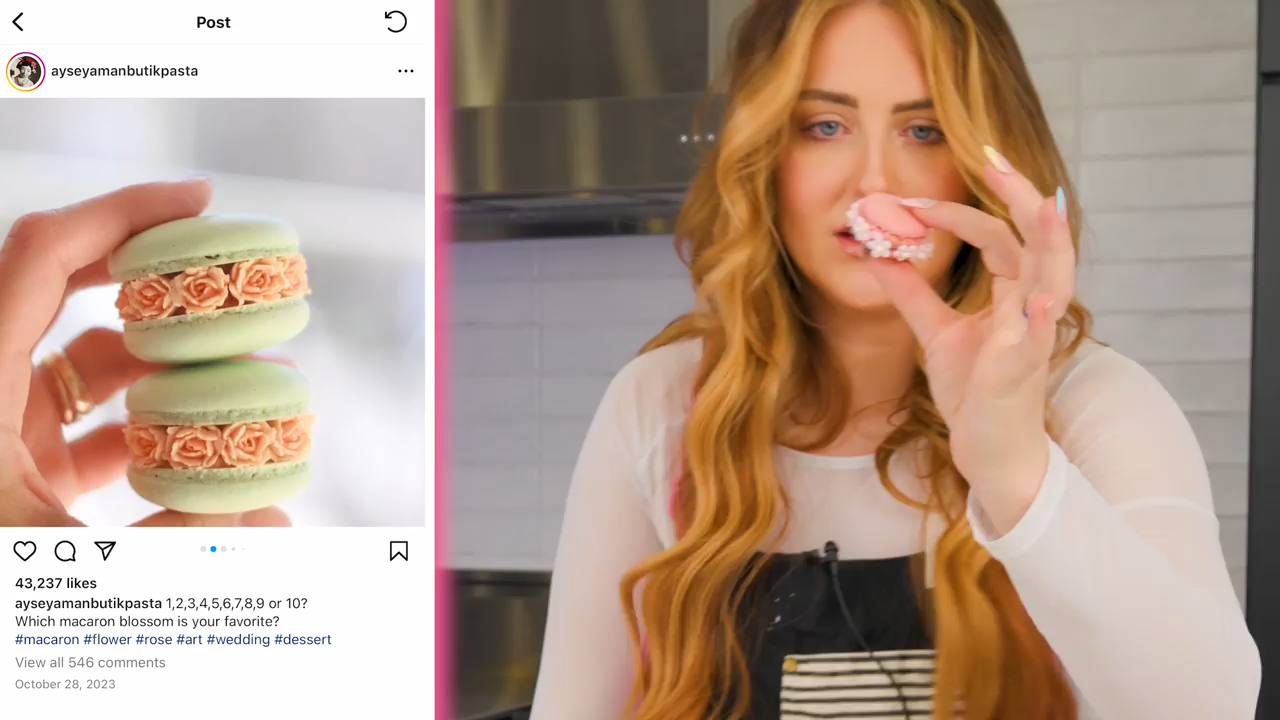 Post
ayseyamanbutikpasta
43,237 likes
ayseyamanbutikpasta 1,2,3,4,5,6,7,8,9 or 10?
Which macaron blossom is your favorite?
#macaron #flower #rose #art #wedding #dessert
View all 546 comments
October 28, 2023